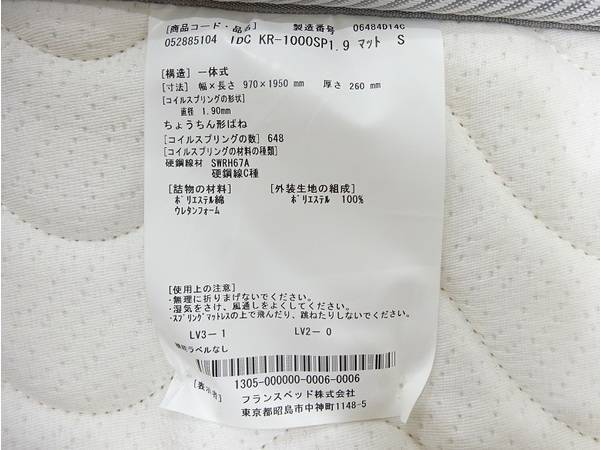 [商品コード・品名] 製造番号 06484D14C
052885104 IDC KR-1000SP1.9 マット S
[構造] 一体式
[寸法] 幅×長さ 970×1950 mm 厚さ 260 mm
[コイルスプリングの形状]
直径 1.90mm
ちょうちん形ばね
[コイルスプリングの数] 648
[コイルスプリングの材料の種類]
硬鋼線材 SWRH67A
硬鋼線C種
[詰物の材料] [外装生地の組成]
ポリエステル綿 ポリエステル 100%
ウレタンフォーム
[使用上の注意]
・無理に折りまげないでください。
・湿気をさけ、風通しをよくしてください。
・スプリングマットレスの上で飛んだり、跳ねたりしないでください。
LV3-1 LV2-0
ラベルなし
1305-000000-0006-0006
[表示者] フランスベッド株式会社
東京都昭島市中神町1148-5